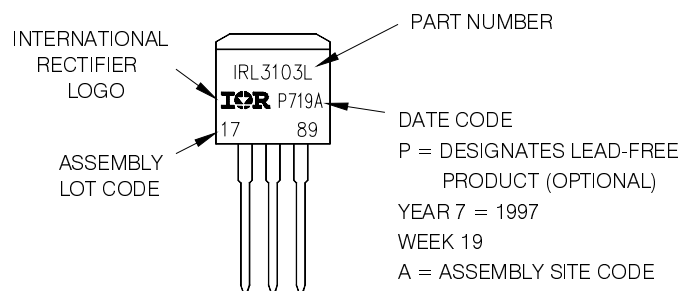 INTERNATIONAL
RECTIFIER
LOGO
ASSEMBLY
LOT CODE
IRL3103L
IOR P719A
17 89
PART NUMBER
DATE CODE
P = DESIGNATES LEAD-FREE
PRODUCT (OPTIONAL)
YEAR 7 = 1997
WEEK 19
A = ASSEMBLY SITE CODE